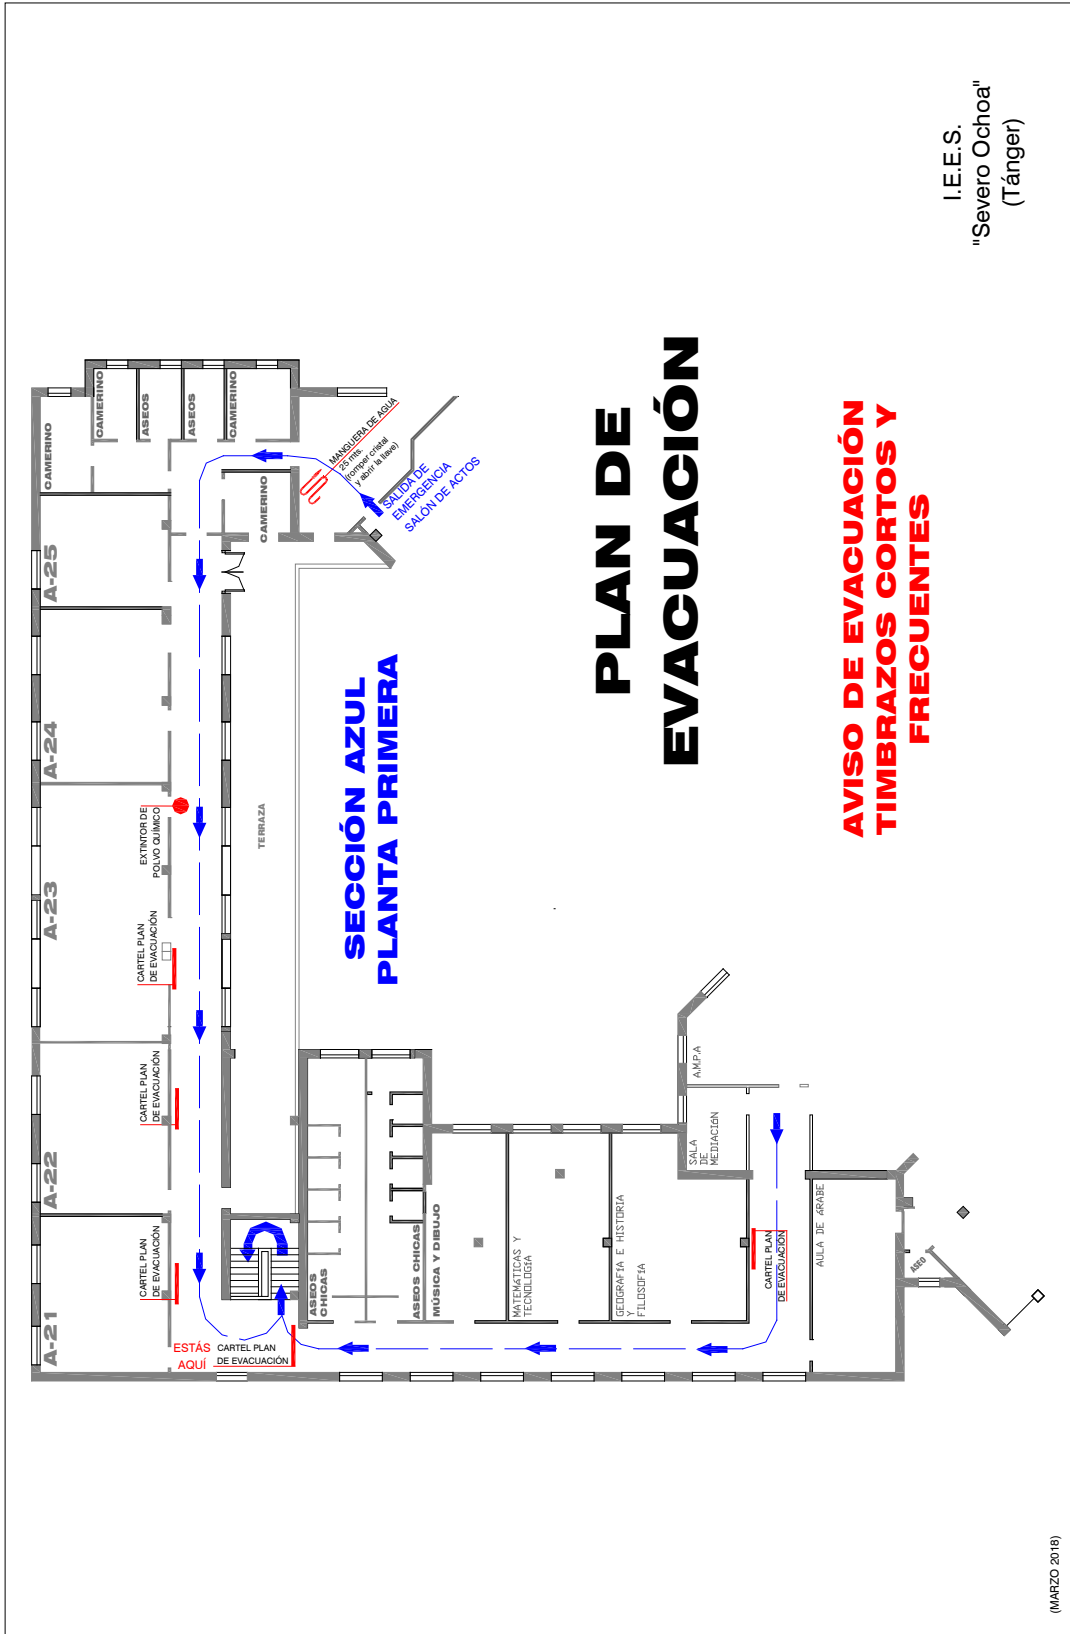 I.E.E.S.
"Severo Ochoa"
(Tánger)
PLAN DE
EVACUACIÓN
AVISO DE EVACUACIÓN
TIMBRAZOS CORTOS Y
FRECUENTES
SECCIÓN AZUL
PLANTA PRIMERA
A-21
A-22
A-23
A-24
A-25
CAMERINO
CAMERINO
ASEOS
ASEOS
CAMERINO
CAMERINO
MANGUERA DE AGUA
25 mts.
(romper cristal
y abrir la llave)
SALIDA DE
EMERGENCIA
SALÓN DE ACTOS
EXTINTOR DE
POLVO QUÍMICO
CARTEL PLAN
DE EVACUACIÓN
CARTEL PLAN
DE EVACUACIÓN
CARTEL PLAN
DE EVACUACIÓN
TERRAZA
ESTÁS
AQUÍ
CARTEL PLAN
DE EVACUACIÓN
ASEOS
CHICAS
ASEOS CHICAS
MÚSICA Y DIBUJO
MATEMÁTICAS Y
TECNOLOGÍA
GEOGRAFÍA E HISTORIA
Y
FILOSOFÍA
SALA
DE
MEDIACIÓN
A.M.P.A
CARTEL PLAN
DE EVACUACIÓN
AULA DE ÁRABE
ASEO
(MARZO 2018)